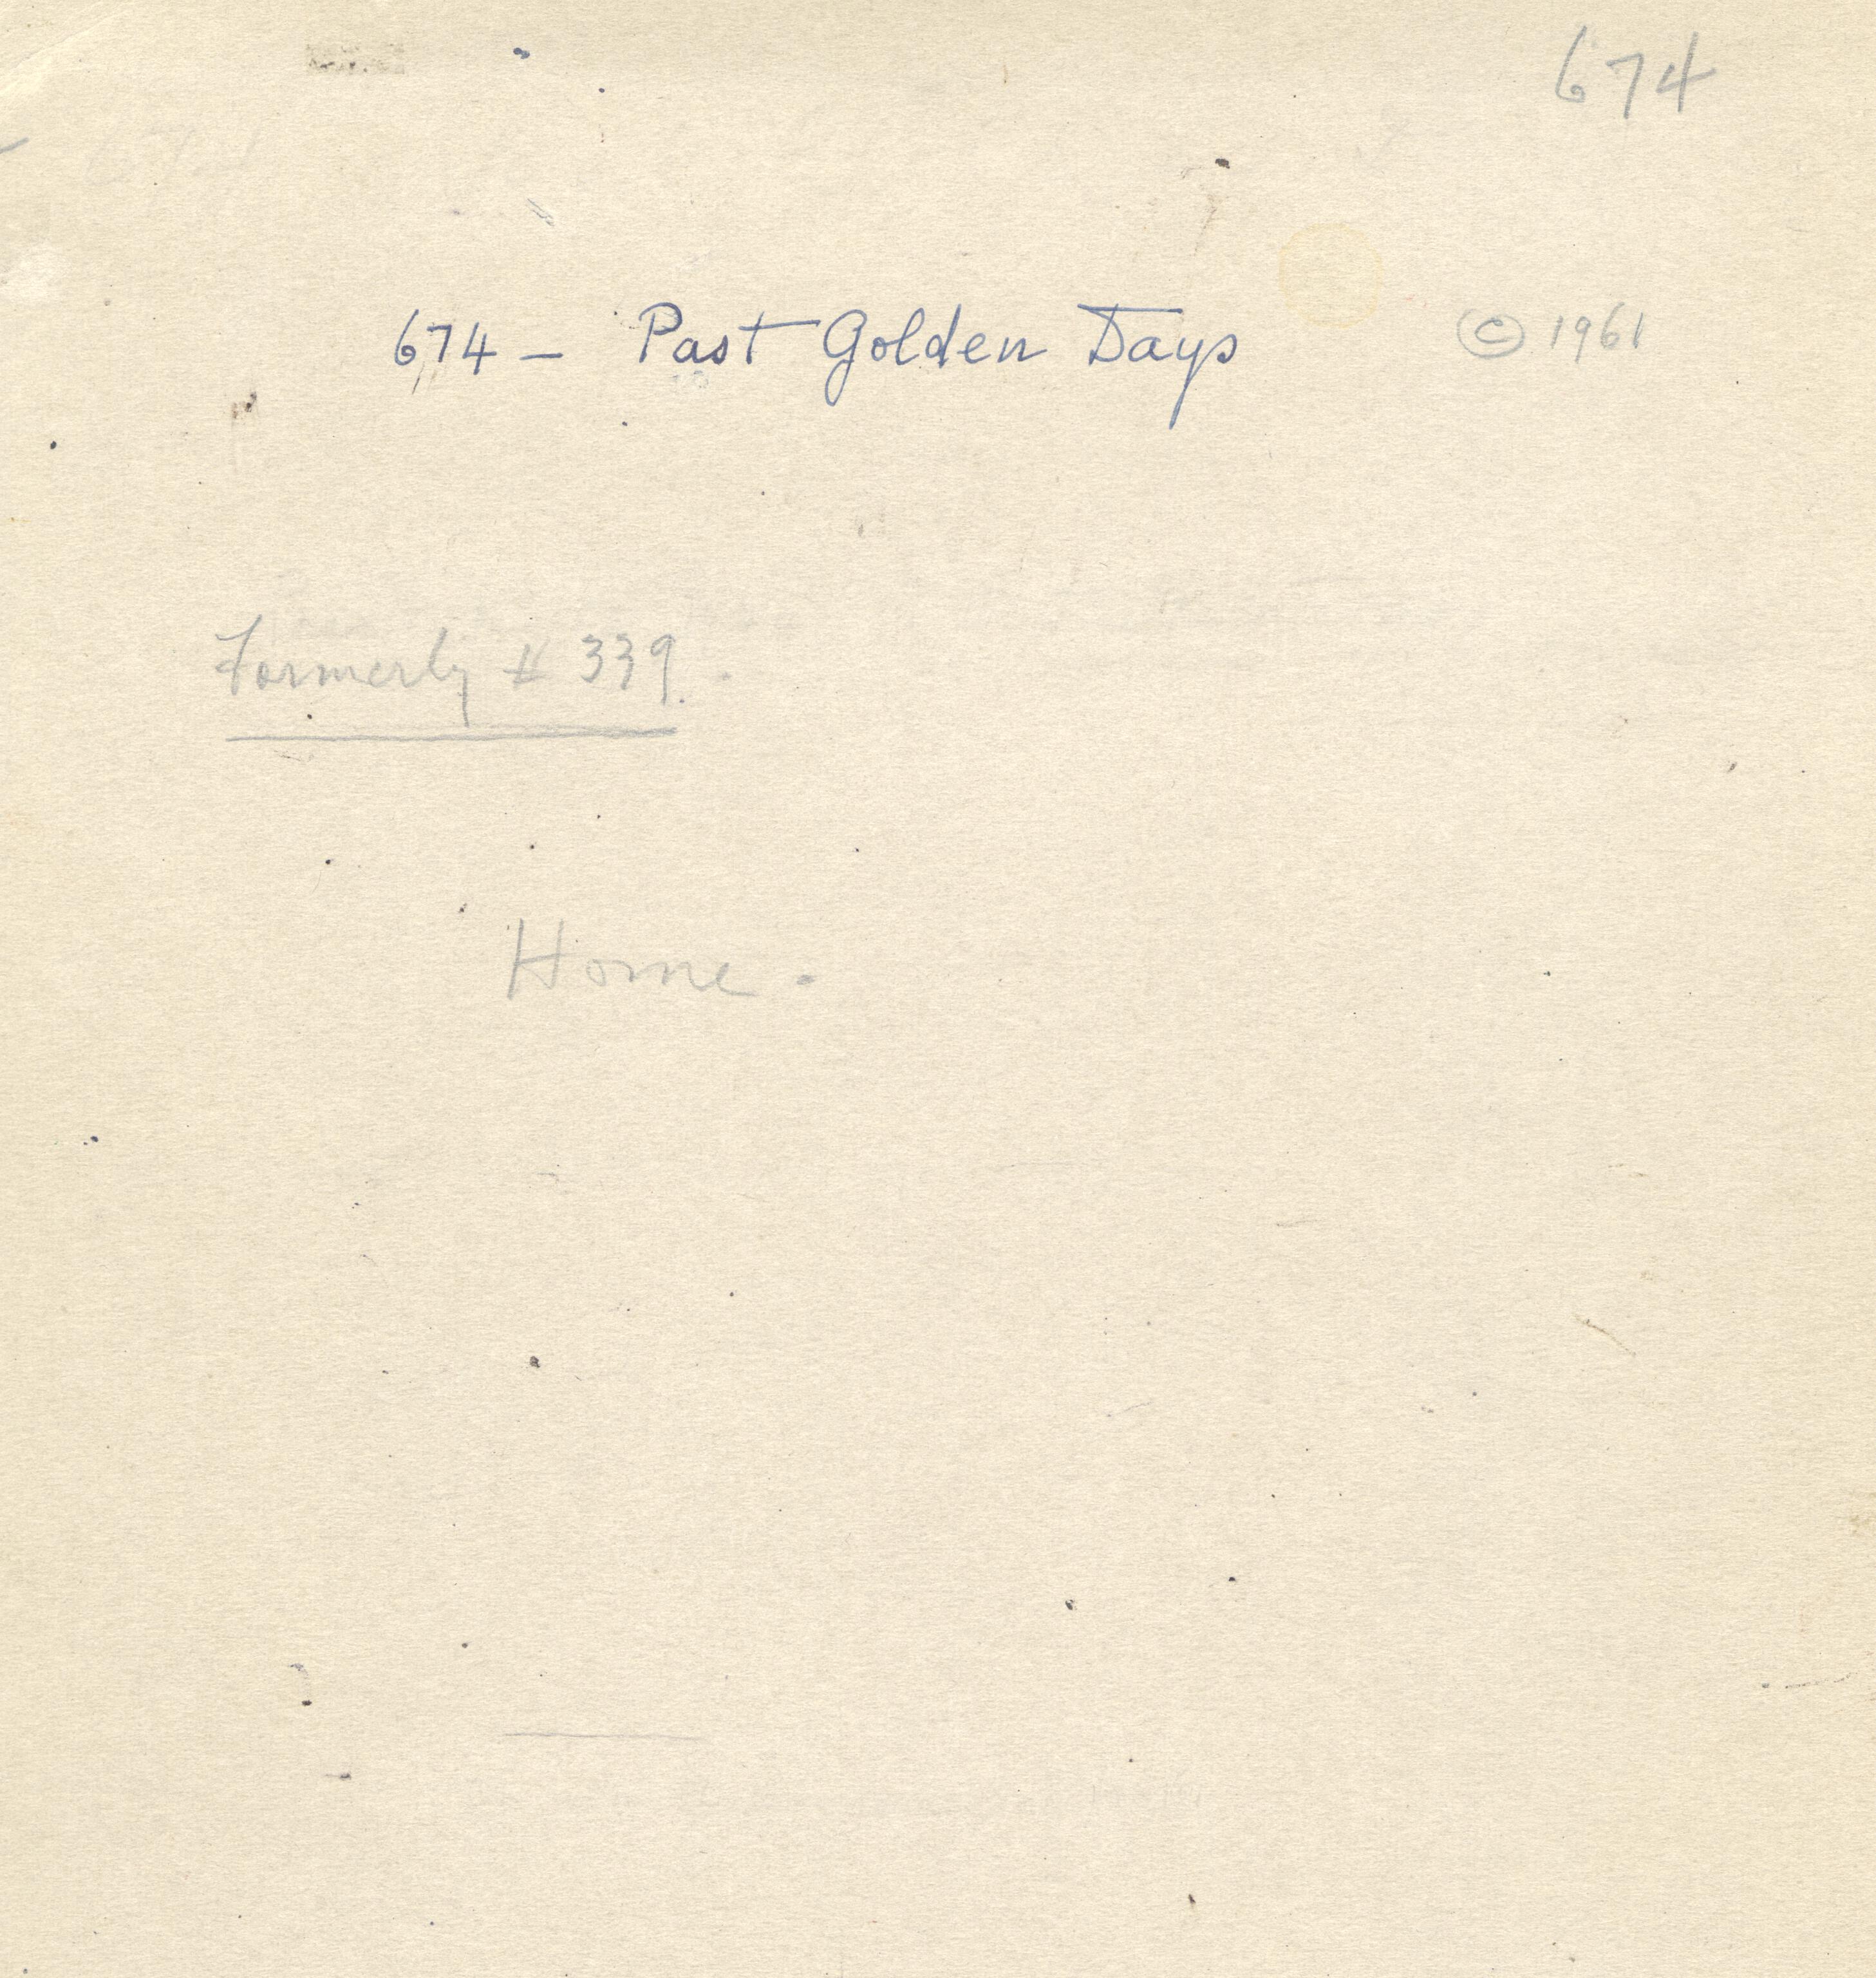 674
674 - Past Golden Days © 1961
Formerly # 339.
Home.